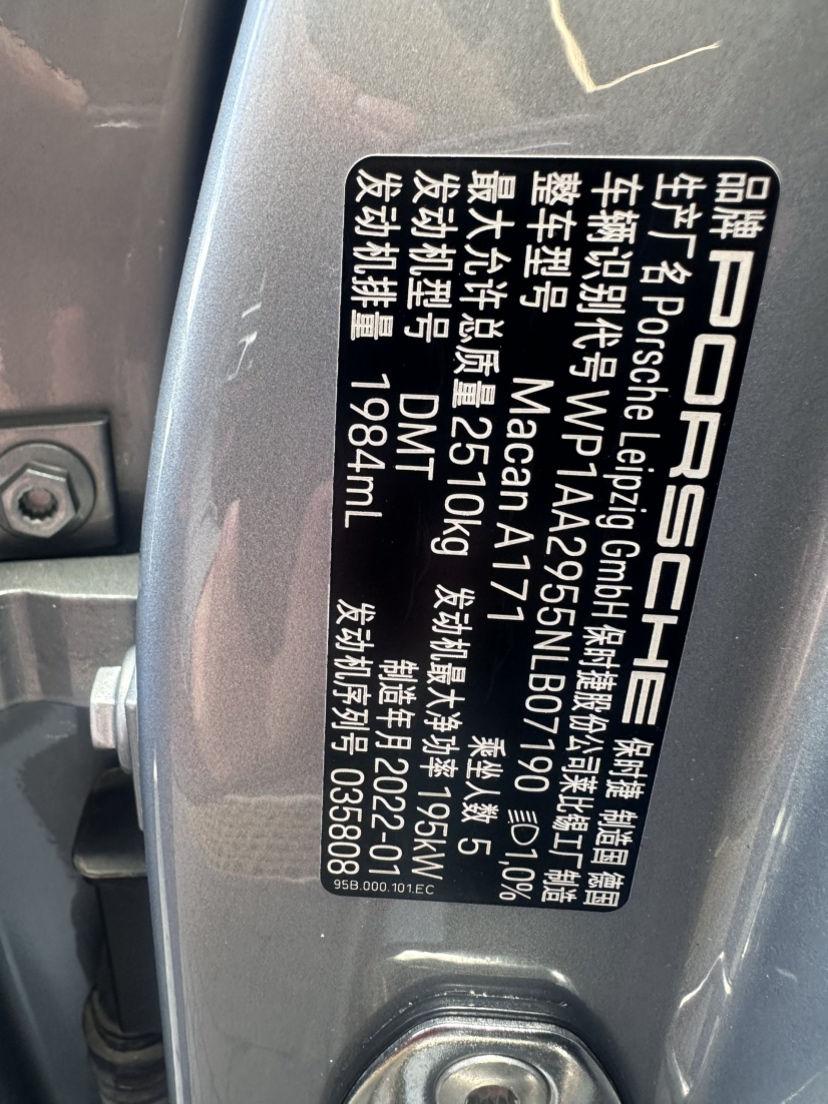 品牌 PORSCHE 保时捷 制造国 德国
生产厂名 Porsche Leipzig GmbH 保时捷股份公司莱比锡工厂制造
车辆识别代号 WP1AA2955NLB07190 1,0%
整车型号 Macan A171 乘坐人数 5
最大允许总质量 2510kg 发动机最大净功率 195kW
发动机型号 DMT 制造年月 2022-01
发动机排量 1984mL 发动机序列号 035808
95B.000.101.EC